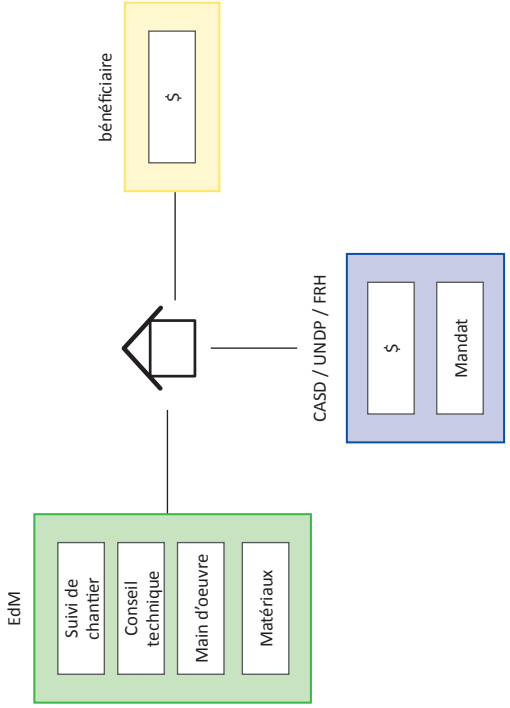 EdM
Suivi de
chantier
Conseil
technique
Main d'oeuvre
Matériaux
CASD / UNDP / FRH
$
Mandat
bénéficiaire
$